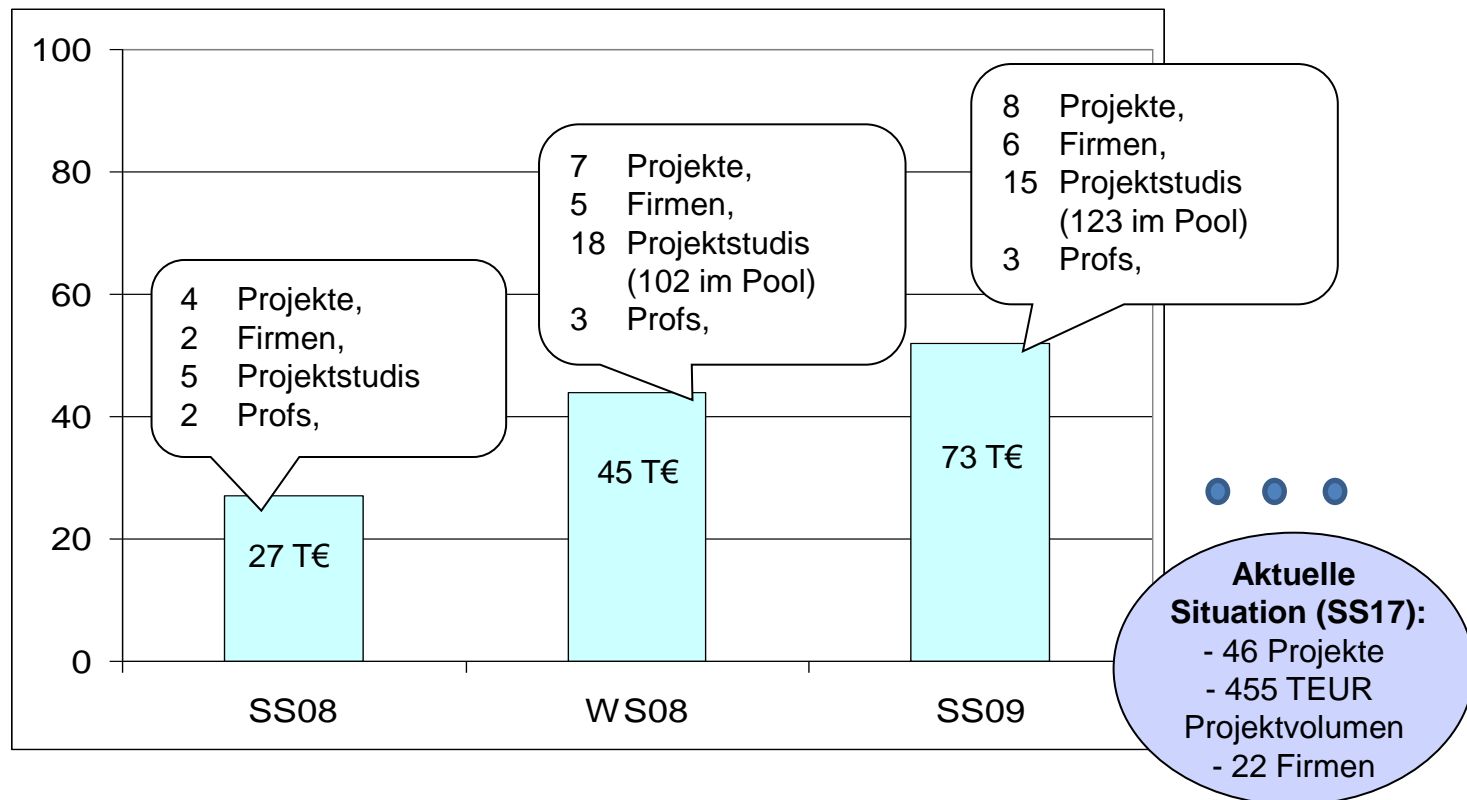 100
80
60
40
20
0
4 Projekte,
2 Firmen,
5 Projektstudis
2 Profs,
27 T€
SS08
7 Projekte,
5 Firmen,
18 Projektstudis
(102 im Pool)
3 Profs,
45 T€
WS08
8 Projekte,
6 Firmen,
15 Projektstudis
(123 im Pool)
3 Profs,
73 T€
SS09
Aktuelle
Situation (SS17):
- 46 Projekte
- 455 TEUR
Projektvolumen
- 22 Firmen